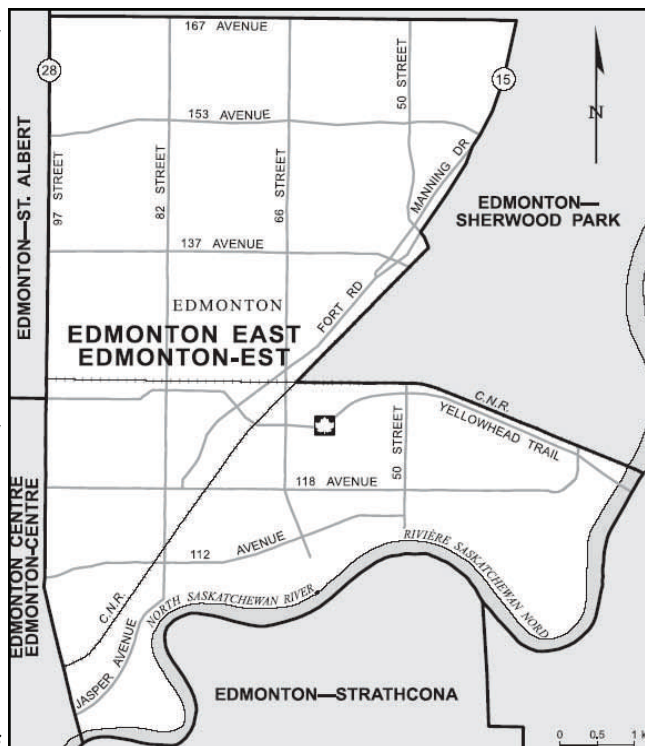 167 AVENUE
28
15
50 STREET
N
153 AVENUE
MANNING DR
EDMONTON—ST. ALBERT
97 STREET
82 STREET
66 STREET
EDMONTON—
SHERWOOD PARK
137 AVENUE
EDMONTON
FORT RD
EDMONTON EAST
EDMONTON-EST
C.N.R.
YELLOWHEAD TRAIL
50 STREET
118 AVENUE
EDMONTON CENTRE
EDMONTON-CENTRE
112 AVENUE
RIVIÈRE SASKATCHEWAN NORD
NORTH SASKATCHEWAN RIVER
C.N.R.
JASPER AVENUE
EDMONTON—STRATHCONA
0 0.5 1 k